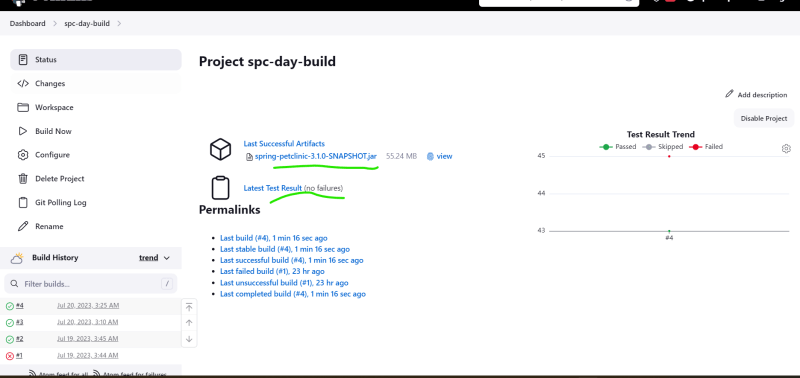 Dashboard > spc-day-build >
Status
Changes
Workspace
Build Now
Configure
Delete Project
Git Polling Log
Rename
Build History trend
Filter builds... /
#4 Jul 20, 2023, 3:25 AM
#3 Jul 20, 2023, 3:10 AM
#2 Jul 19, 2023, 3:45 AM
#1 Jul 19, 2023, 3:44 AM
Atom feed for all Atom feed for failures
Project spc-day-build
Add description
Disable Project
Last Successful Artifacts
spring-petclinic-3.1.0-SNAPSHOT.jar 55.24 MB view
Latest Test Result (no failures)
Permalinks
Last build (#4), 1 min 16 sec ago
Last stable build (#4), 1 min 16 sec ago
Last successful build (#4), 1 min 16 sec ago
Last failed build (#1), 23 hr ago
Last unsuccessful build (#1), 23 hr ago
Last completed build (#4), 1 min 16 sec ago
Test Result Trend
Passed Skipped Failed
45
44
43
#4